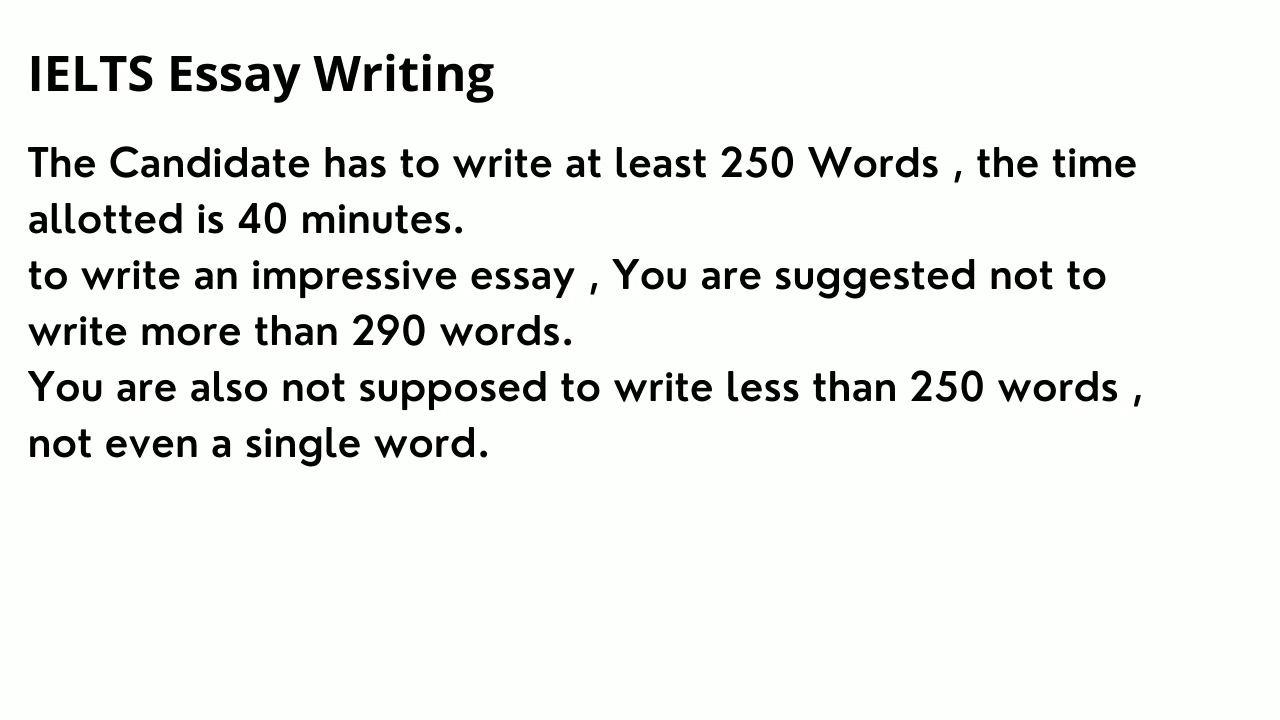 IELTS Essay Writing
The Candidate has to write at least 250 Words , the time
allotted is 40 minutes.
to write an impressive essay , You are suggested not to
write more than 290 words.
You are also not supposed to write less than 250 words ,
not even a single word.